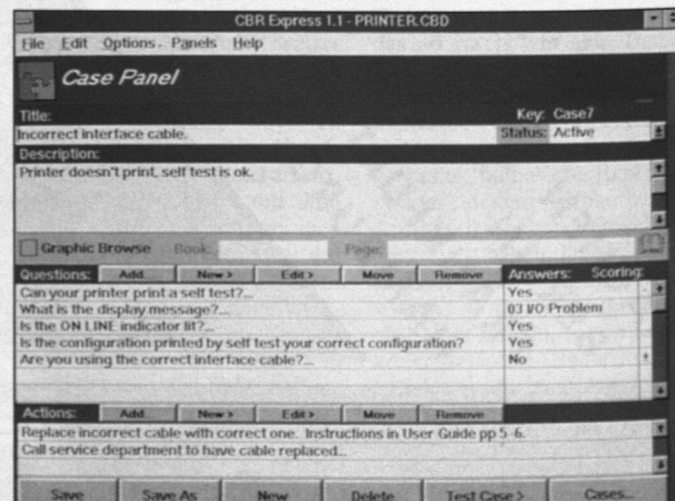 CBR Express 1.1 - PRINTER.CBD
File Edit Options Panels Help
Case Panel
Title: Key: Case7
Incorrect interface cable. Status: Active
Description:
Printer doesn't print, self test is ok.
Graphic Browse Book: Page:
Questions: Add... New > Edit > Move Remove Answers: Scoring:
Can your printer print a self test?... Yes
What is the display message?... 03 I/O Problem
Is the ON LINE indicator lit?... Yes
Is the configuration printed by self test your correct configuration? Yes
Are you using the correct interface cable?... No
Actions: Add... New > Edit > Move Remove
Replace incorrect cable with correct one. Instructions in User Guide pp 5-6.
Call service department to have cable replaced...
Save Save As New Delete Test Case > Cases...